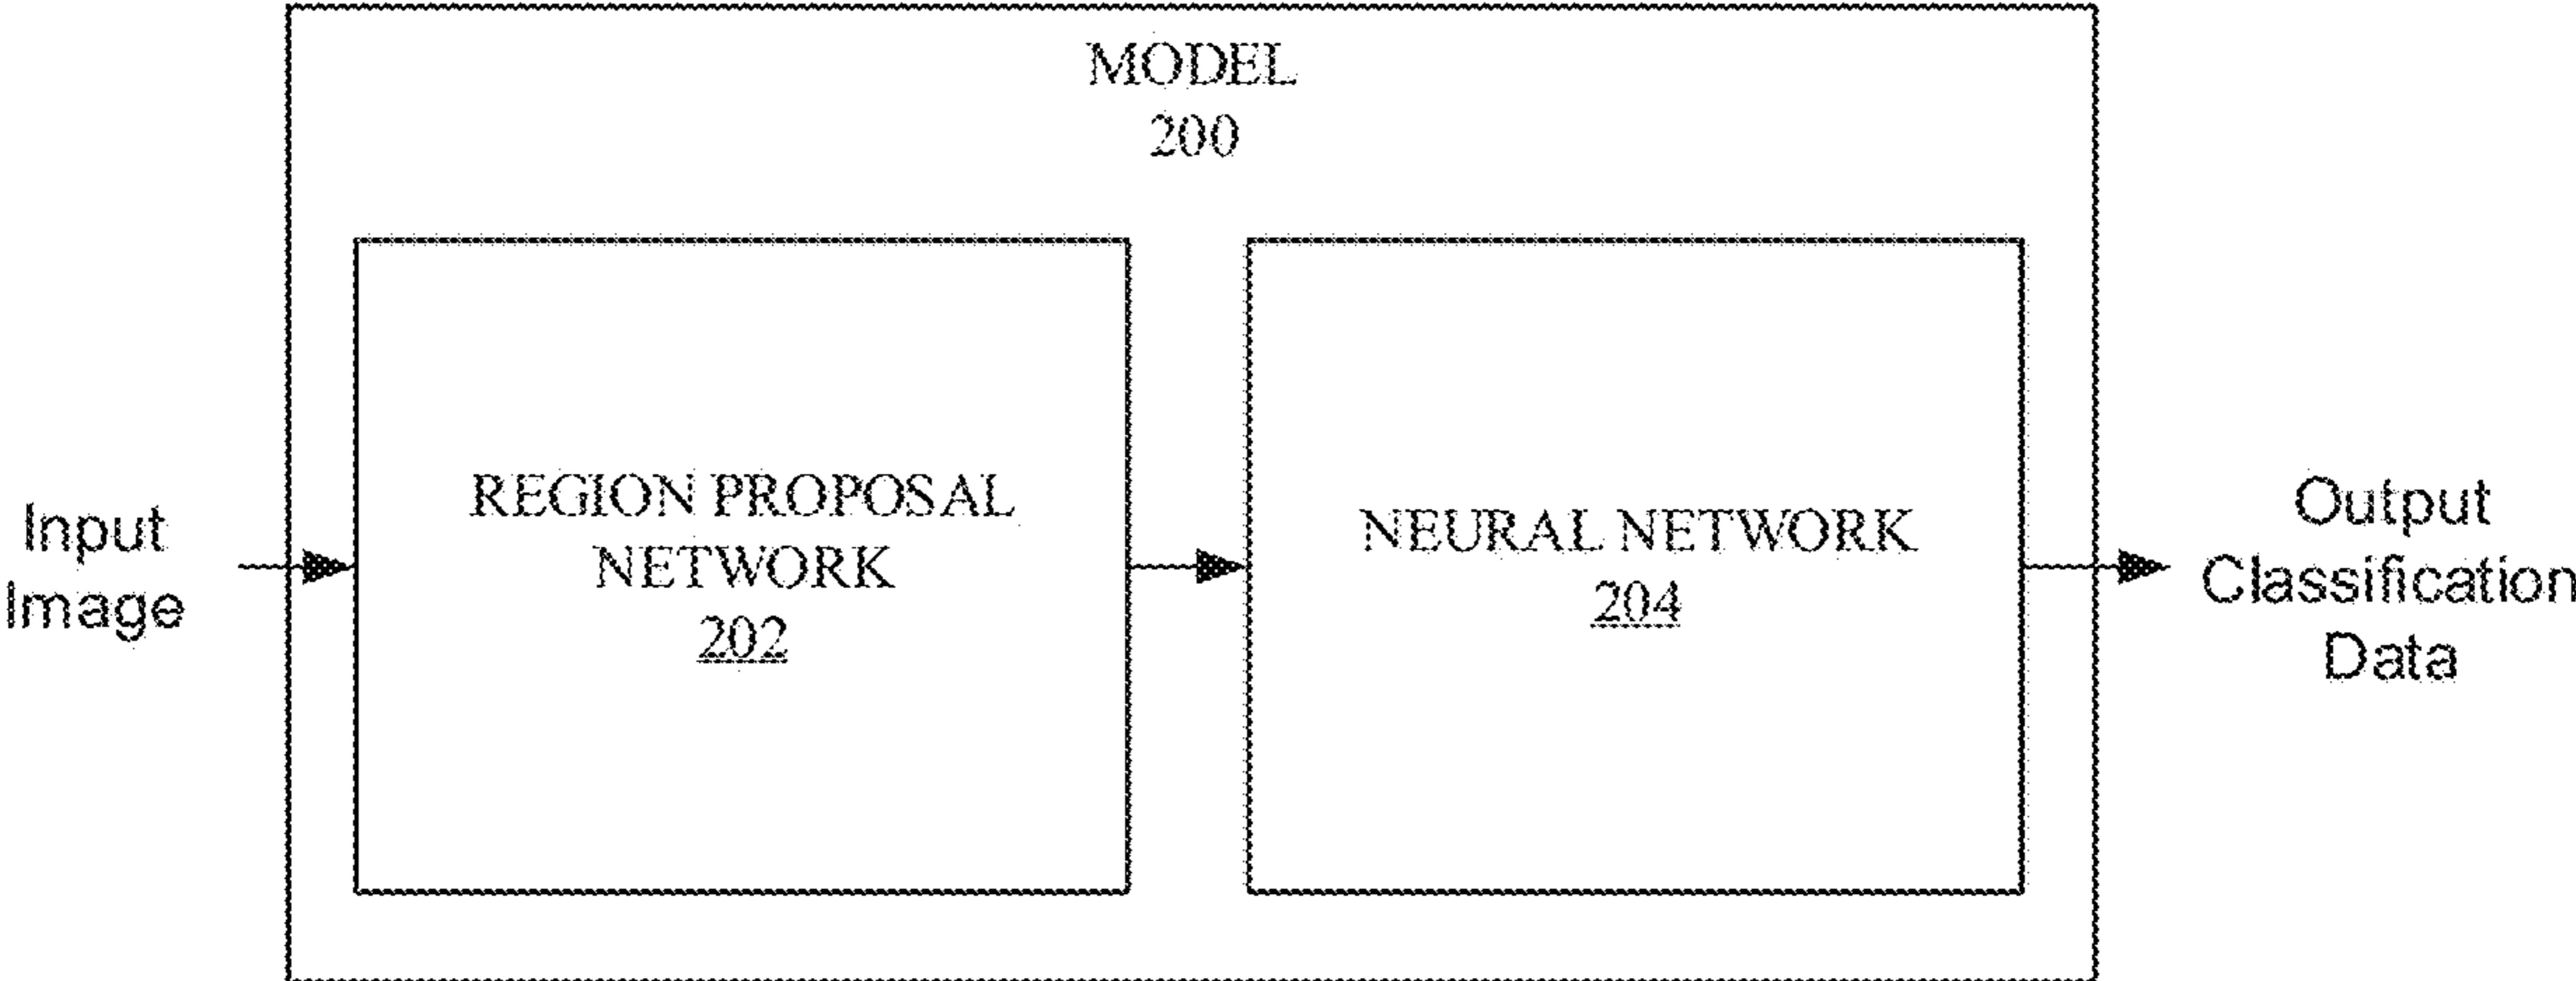 MODEL
200
Input
Image
REGION PROPOSAL
NETWORK
202
NEURAL NETWORK
204
Output
Classification
Data